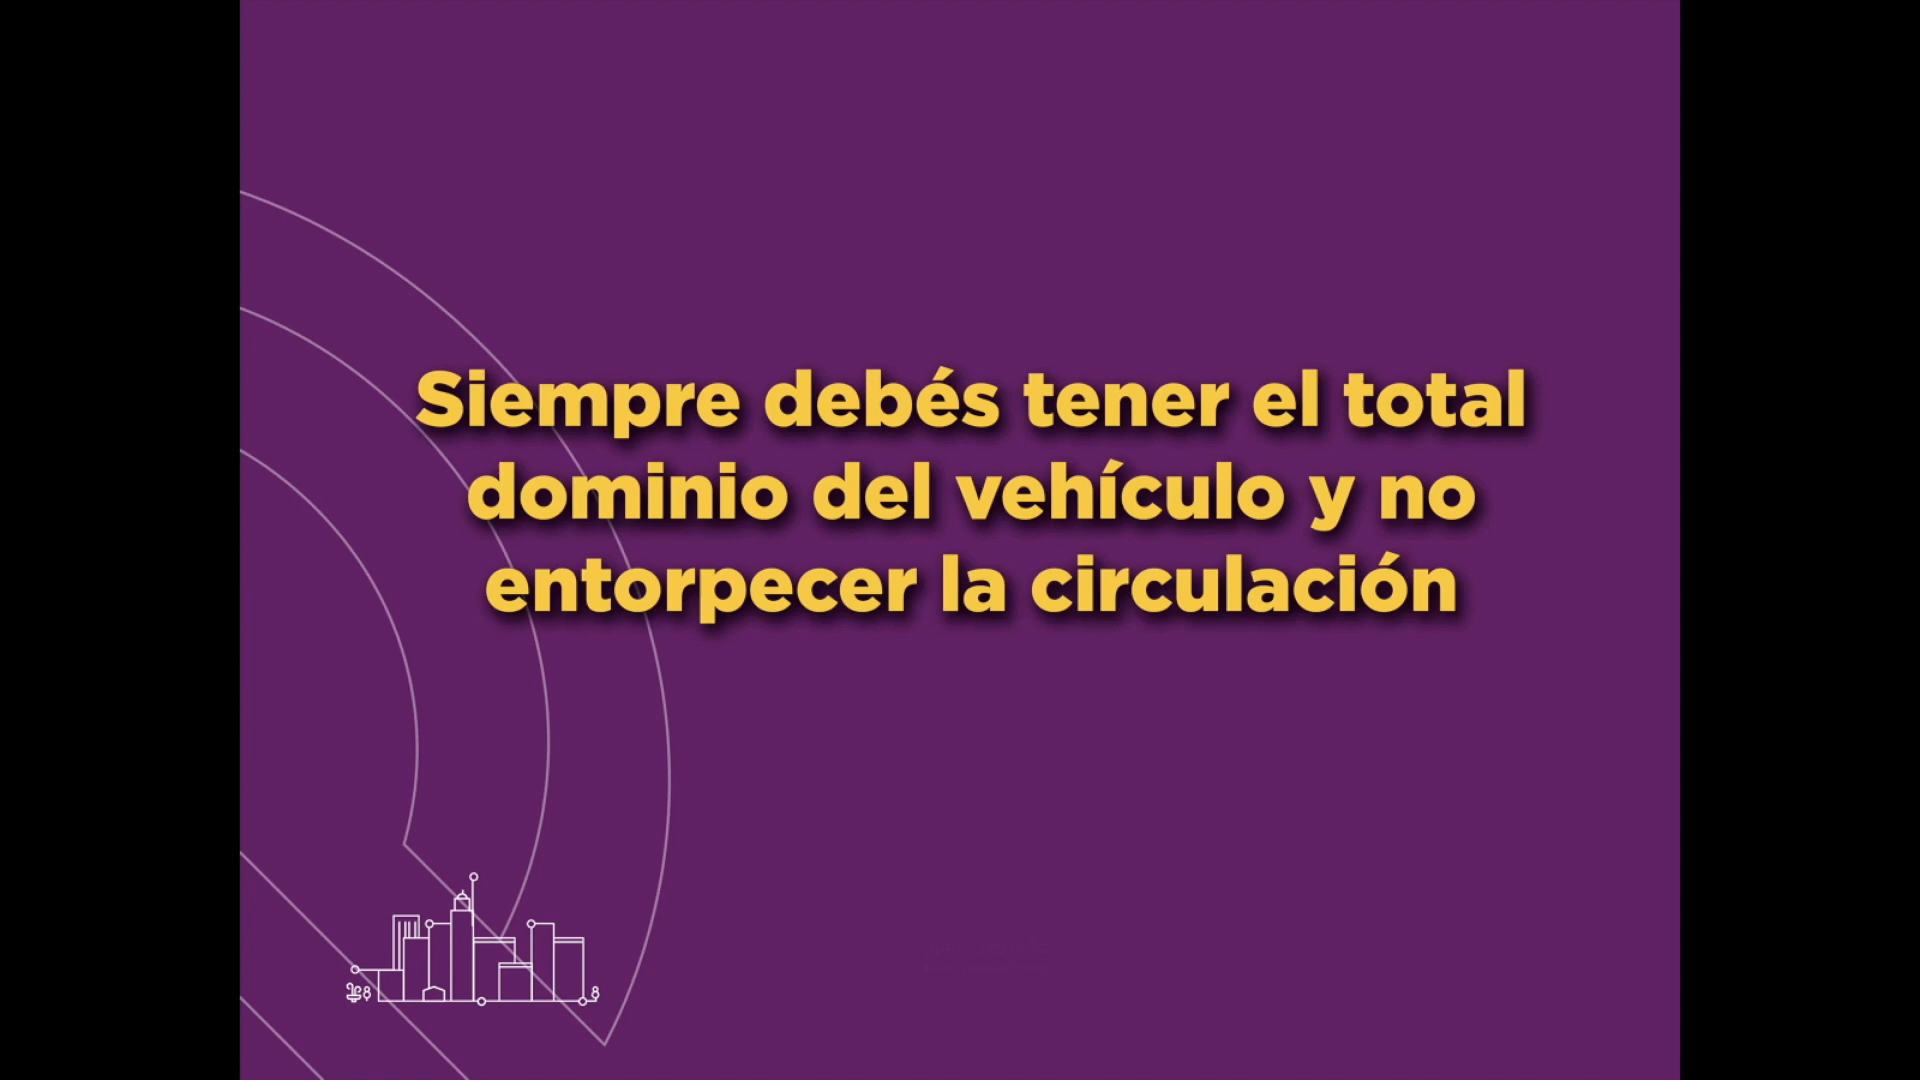 Siempre debés tener el total
dominio del vehículo y no
entorpecer la circulación